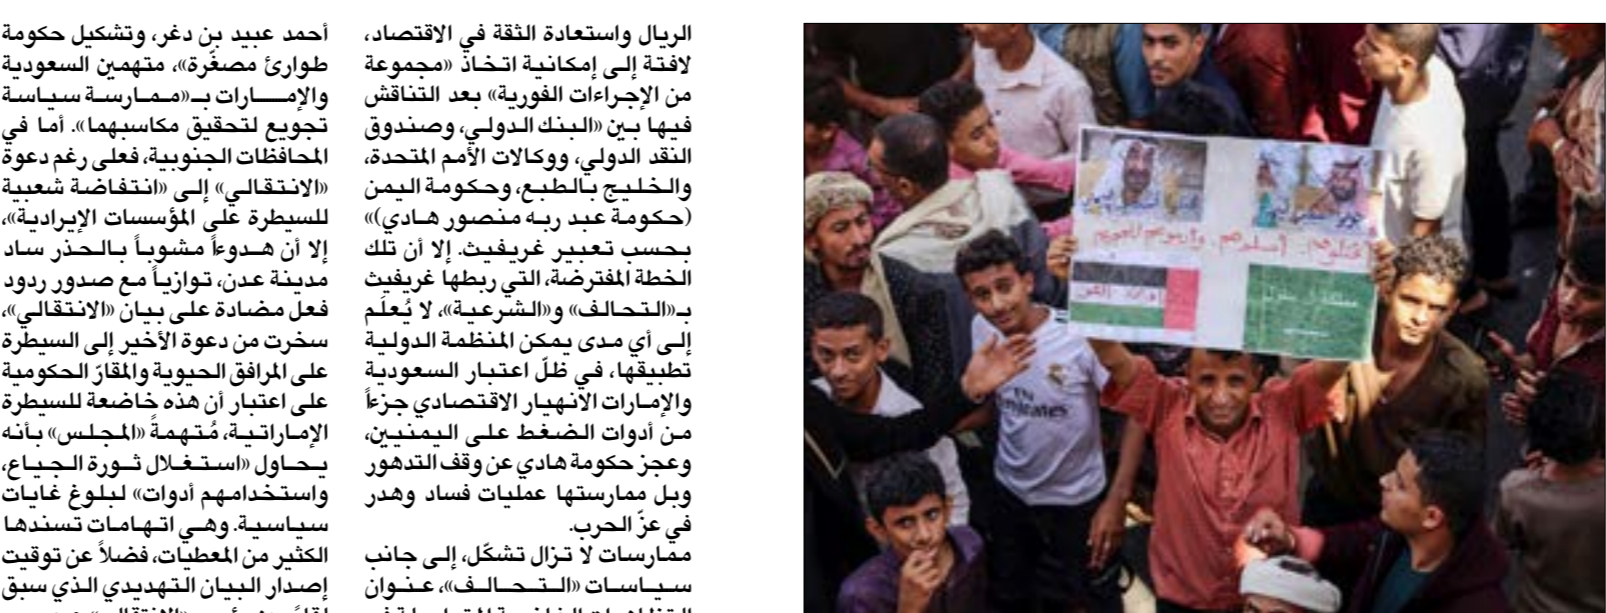 الريال واستعادة الثقة في الاقتصاد،
لافتة إلى إمكانية اتخاذ «مجموعة
من الإجراءات الفورية» بعد التناقش
فيها بين «البنك الدولي، وصندوق
النقد الدولي، ووكالات الأمم المتحدة،
والخليج بالطبع، وحكومة اليمن
(حكومة عبد ربه منصور هادي)»
بحسب تعبير غريفيث. إلا أن تلك
الخطة المفترضة، التي ربطها غريفيث
بـ«التحالف» و«الشرعية»، لا يُعلَم
إلى أي مدى يمكن المنظمة الدولية
تطبيقها، في ظلّ اعتبار السعودية
والإمارات الانهيار الاقتصادي جزءاً
من أدوات الضغط على اليمنيين،
وعجز حكومة هادي عن وقف التدهور
وبل ممارستها عمليات فساد وهدر
في عزّ الحرب.
ممارسات لا تزال تشكّل، إلى جانب
سياسات «التحالف»، عنوان
أحمد عبيد بن دغر، وتشكيل حكومة
طوارئ مصغّرة»، متهمين السعودية
والإمارات بـ«ممارسة سياسة
تجويع لتحقيق مكاسبهما». أما في
المحافظات الجنوبية، فعلى رغم دعوة
«الانتقالي» إلى «انتفاضة شعبية
للسيطرة على المؤسسات الإيرادية»،
إلا أن هدوءاً مشوباً بالحذر ساد
مدينة عدن، توازياً مع صدور ردود
فعل مضادة على بيان «الانتقالي»،
سخرت من دعوة الأخير إلى السيطرة
على المرافق الحيوية والمقارّ الحكومية
على اعتبار أن هذه خاضعة للسيطرة
الإماراتية، مُتهمةً «المجلس» بأنه
يحاول «استغلال ثورة الجياع،
واستخدامهم أدوات» لبلوغ غايات
سياسية. وهي اتهامات تسندها
الكثير من المعطيات، فضلاً عن توقيت
إصدار البيان التهديدي الذي سبق
Fly
Emirates